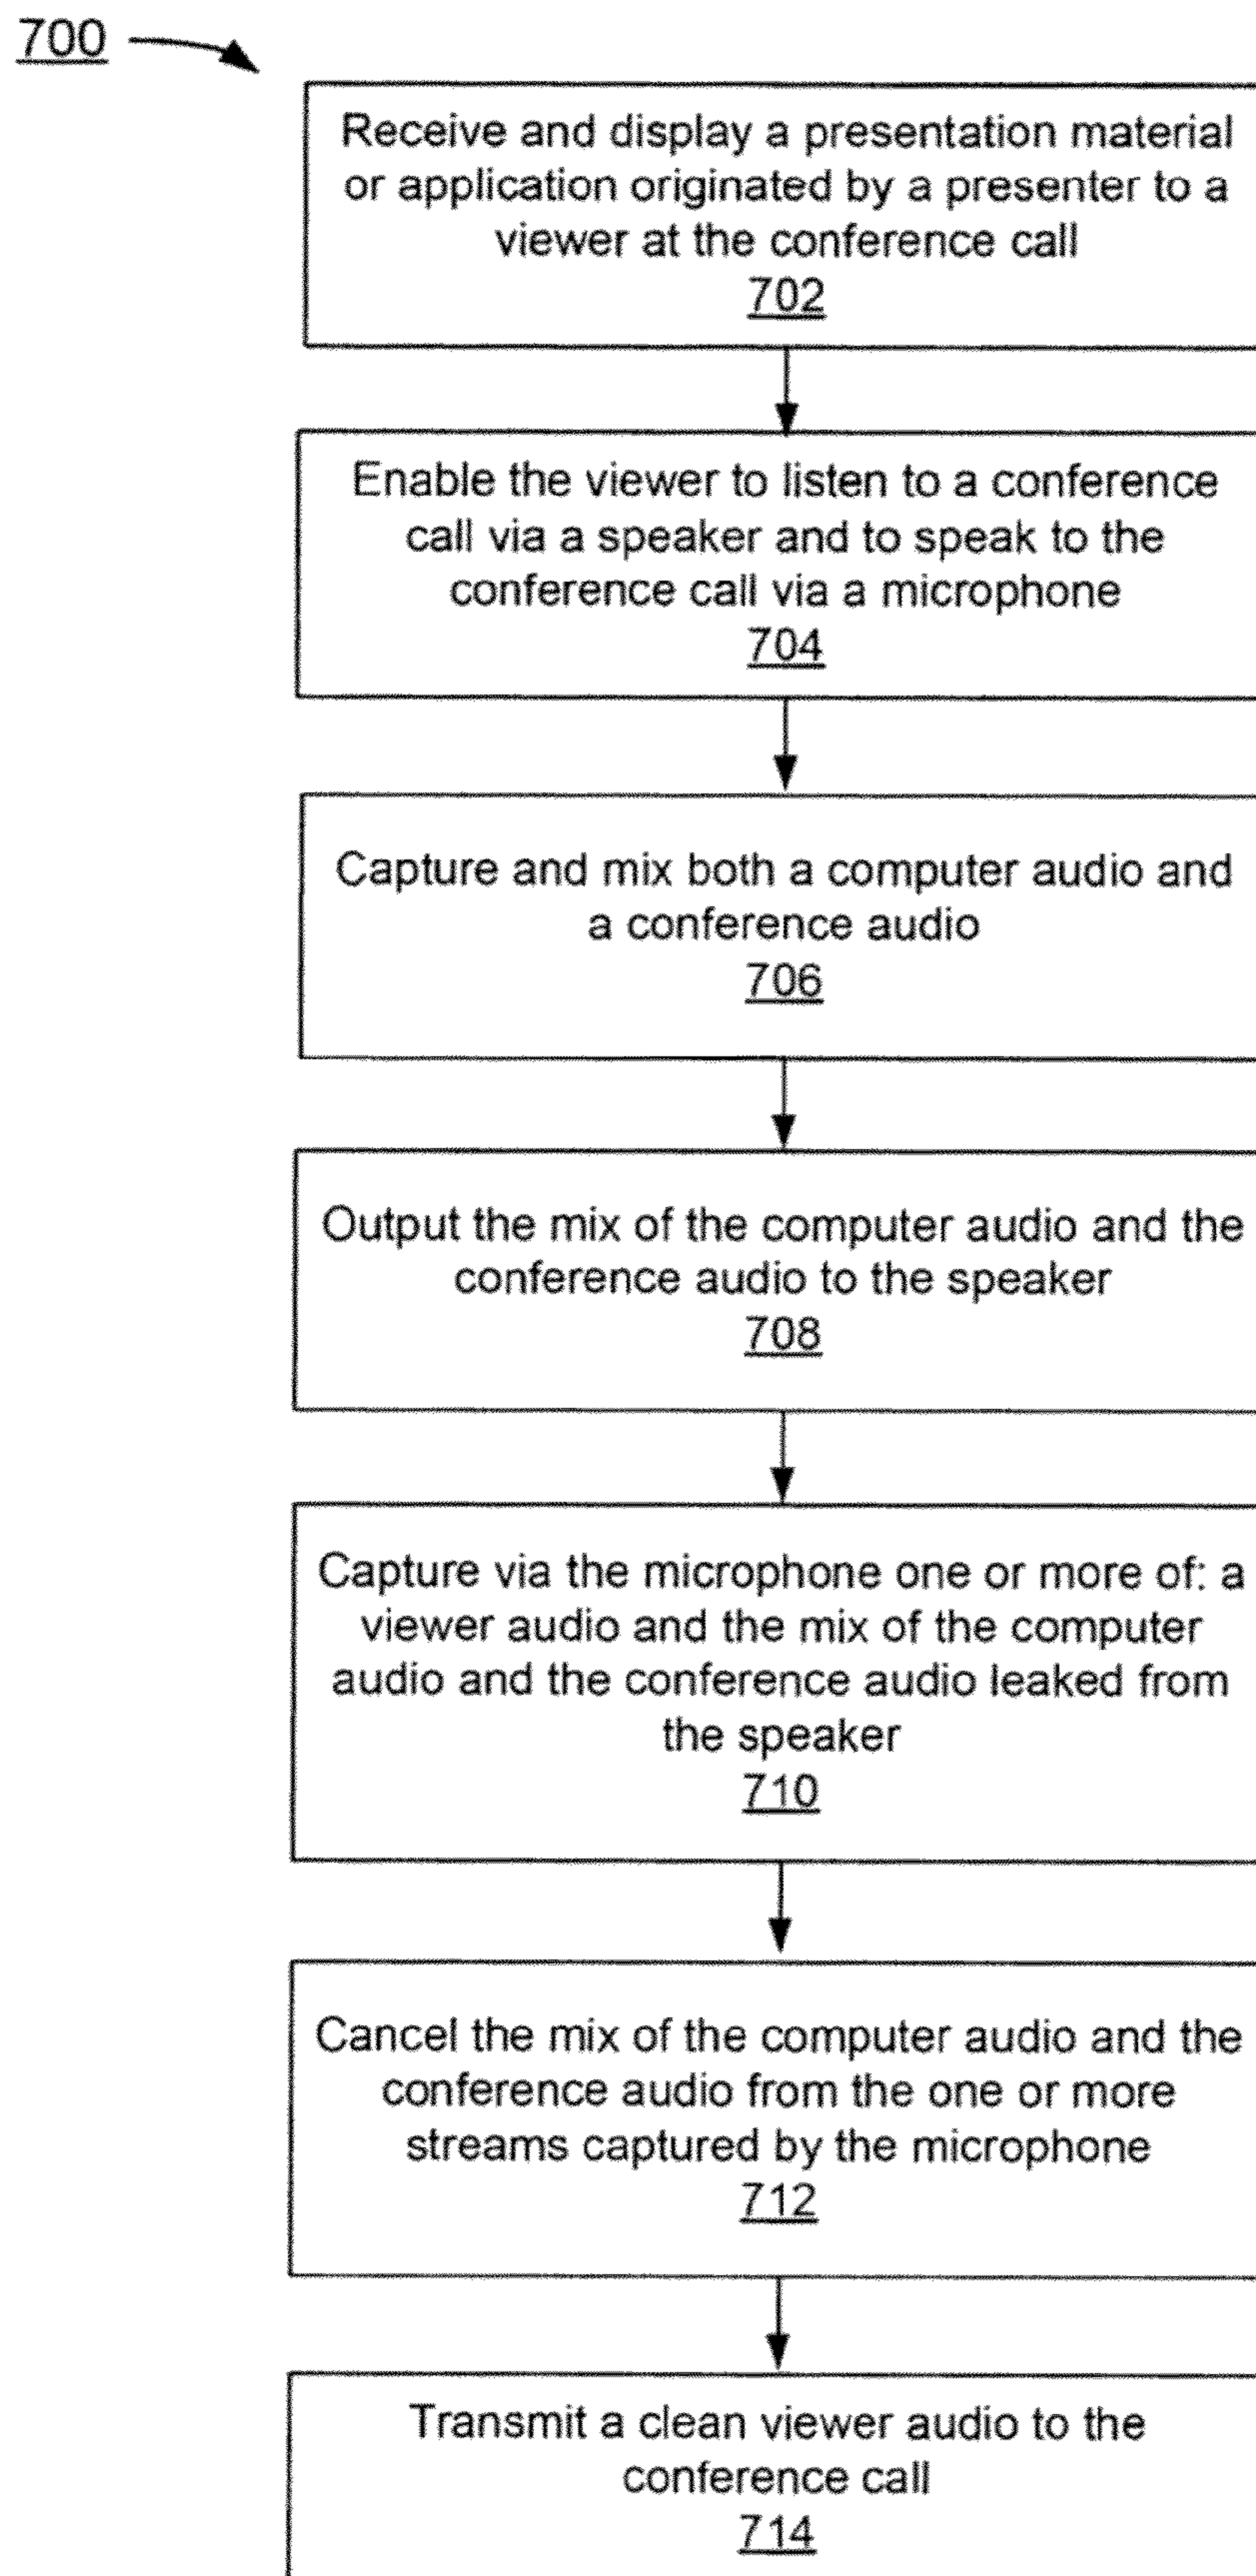 700
Receive and display a presentation material
or application originated by a presenter to a
viewer at the conference call
702
Enable the viewer to listen to a conference
call via a speaker and to speak to the
conference call via a microphone
704
Capture and mix both a computer audio and
a conference audio
706
Output the mix of the computer audio and the
conference audio to the speaker
708
Capture via the microphone one or more of: a
viewer audio and the mix of the computer
audio and the conference audio leaked from
the speaker
710
Cancel the mix of the computer audio and the
conference audio from the one or more
streams captured by the microphone
712
Transmit a clean viewer audio to the
conference call
714